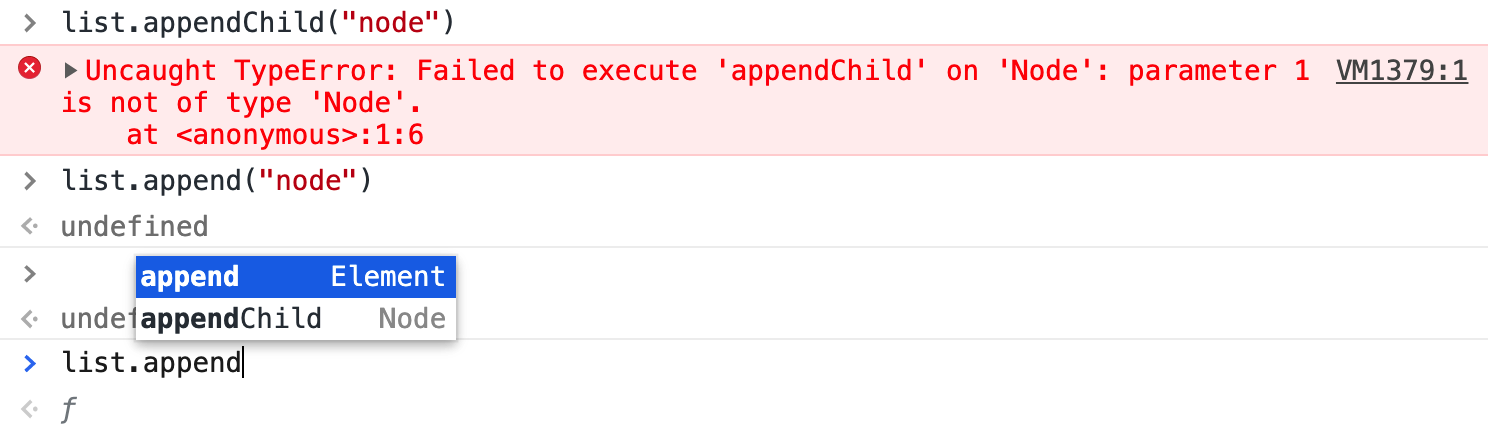 > list.appendChild("node")
▶Uncaught TypeError: Failed to execute 'appendChild' on 'Node': parameter 1 VM1379:1
is not of type 'Node'.
at <anonymous>:1:6
> list.append("node")
undefined
>
append Element
undef
appendChild Node
> list.append
f